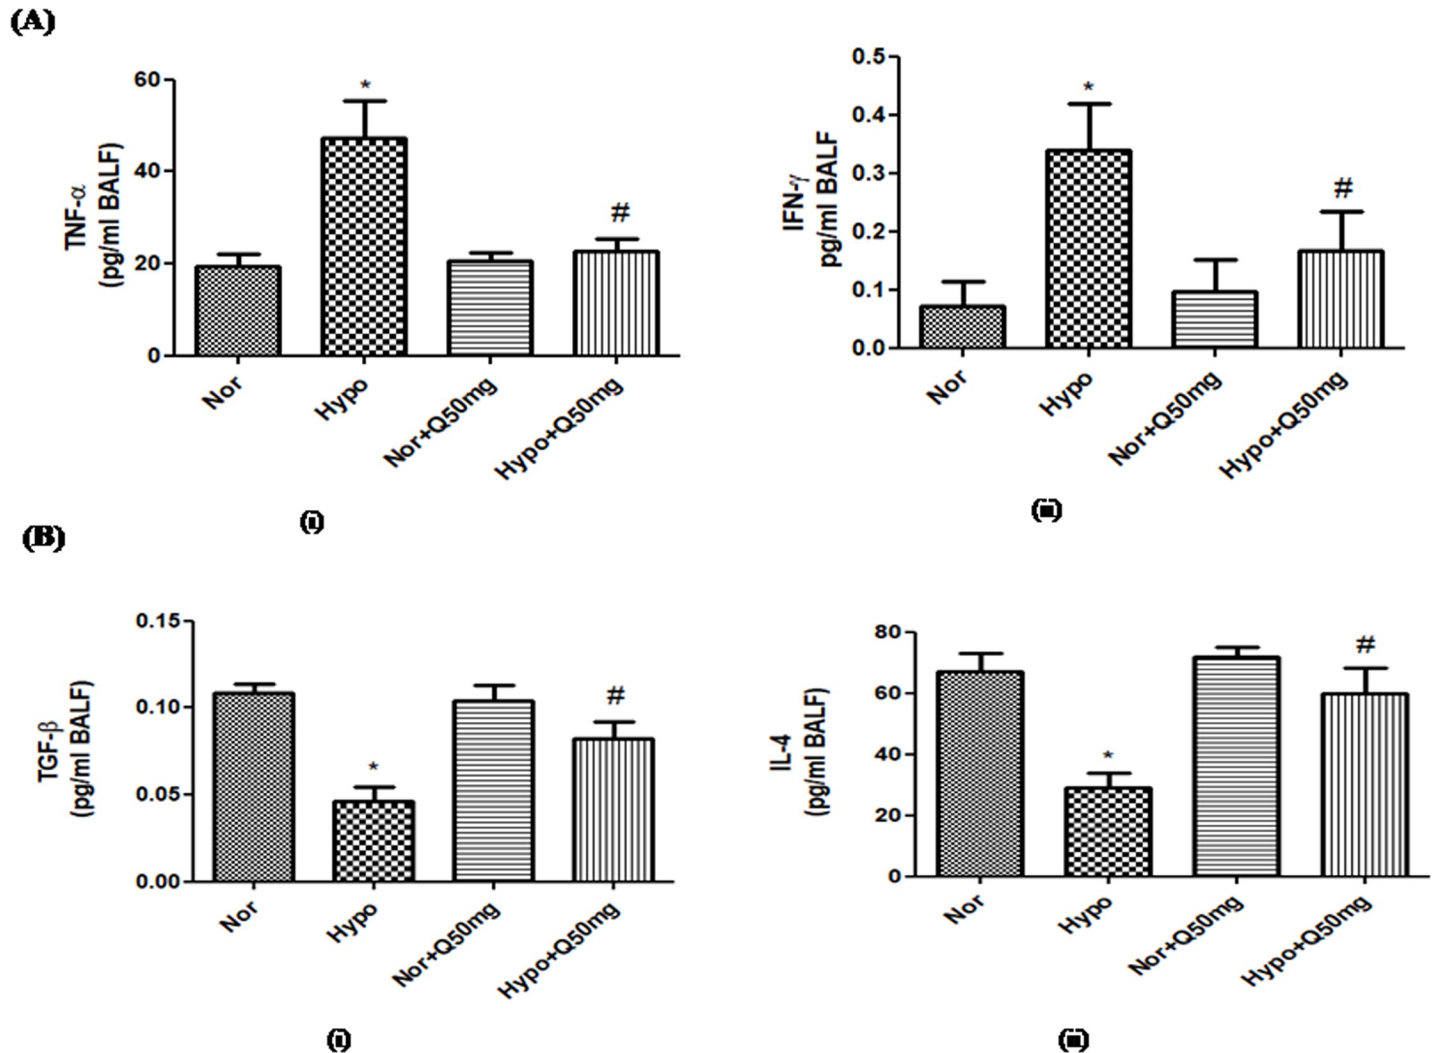 (A)
TNF-α
(pg/ml BALF)
60
40
20
0
*
#
Nor
Hypo
Nor+Q50mg
Hypo+Q50mg
(i)
IFN-γ
pg/ml BALF
0.5
0.4
0.3
0.2
0.1
0.0
*
#
Nor
Hypo
Nor+Q50mg
Hypo+Q50mg
(ii)
(B)
TGF-β
(pg/ml BALF)
0.15
0.10
0.05
0.00
*
#
Nor
Hypo
Nor+Q50mg
Hypo+Q50mg
(i)
IL-4
(pg/ml BALF)
80
60
40
20
0
*
#
Nor
Hypo
Nor+Q50mg
Hypo+Q50mg
(ii)